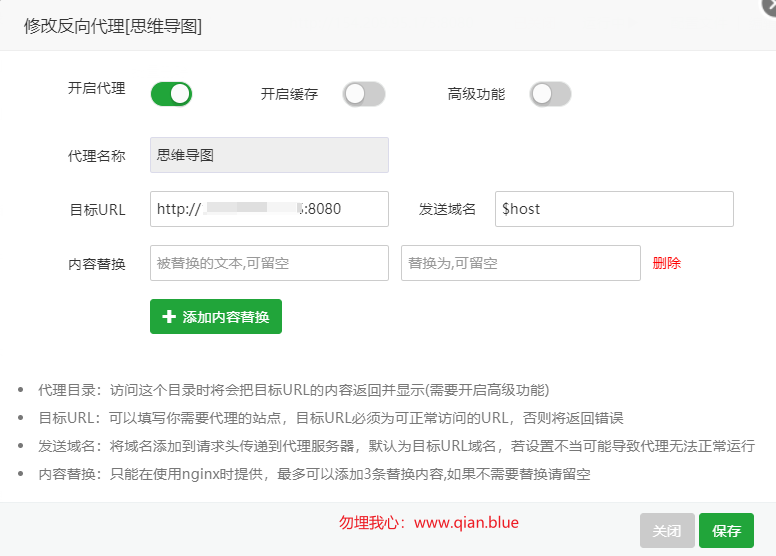 修改反向代理[思维导图]
开启代理 开启缓存 高级功能
代理名称 思维导图
目标URL http:// :8080 发送域名 $host
内容替换 被替换的文本,可留空 替换为,可留空 删除
添加内容替换
代理目录：访问这个目录时将会把目标URL的内容返回并显示(需要开启高级功能)
目标URL：可以填写你需要代理的站点，目标URL必须为可正常访问的URL，否则将返回错误
发送域名：将域名添加到请求头传递到代理服务器，默认为目标URL域名，若设置不当可能导致代理无法正常运行
内容替换：只能在使用nginx时提供，最多可以添加3条替换内容,如果不需要替换请留空
勿埋我心：www.qian.blue
关闭 保存